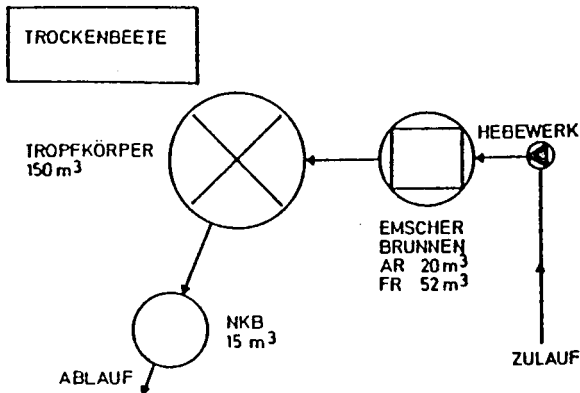 TROCKENBEETE
HEBEWERK
TROPFKÖRPER
150 m³
EMSCHER
BRUNNEN
AR 20 m³
FR 52 m³
NKB
15 m³
ZULAUF
ABLAUF